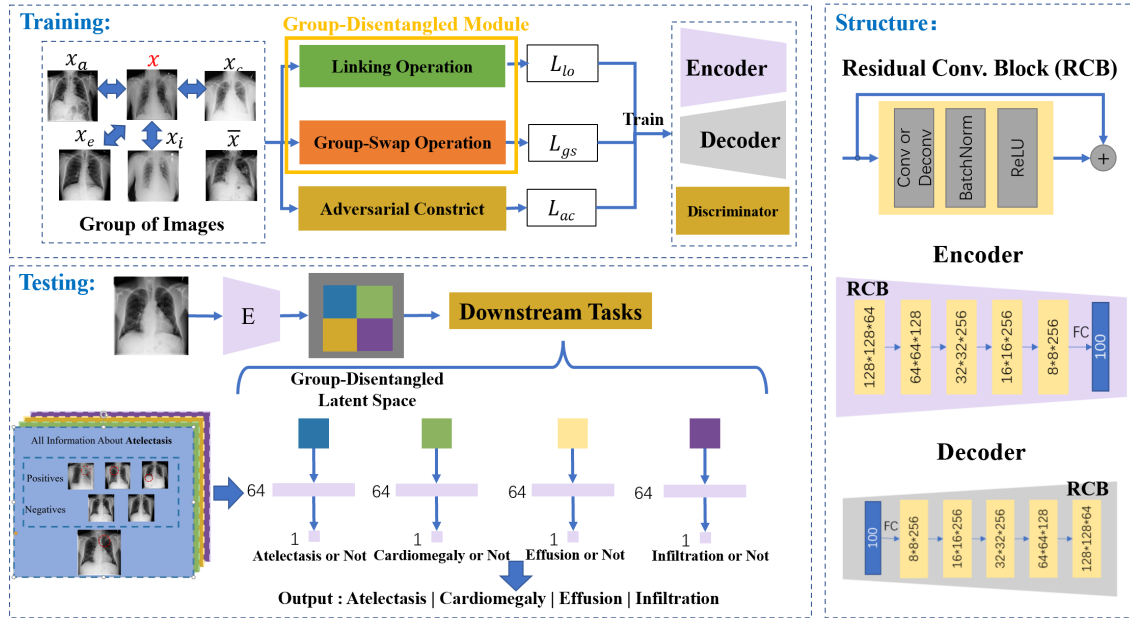 Training:
Group-Disentangled Module
x_a
x
x_c
x_e
x_i
x̄
Group of Images
Linking Operation
Group-Swap Operation
Adversarial Constrict
L_lo
L_gs
L_ac
Train
Encoder
Decoder
Discriminator
Testing:
E
Group-Disentangled
Latent Space
Downstream Tasks
All Information About Atelectasis
Positives
Negatives
64
64
64
64
1
1
1
1
Atelectasis or Not
Cardiomegaly or Not
Effusion or Not
Infiltration or Not
Output : Atelectasis | Cardiomegaly | Effusion | Infiltration
Structure:
Residual Conv. Block (RCB)
Conv or
Deconv
BatchNorm
ReLU
+
Encoder
RCB
128*128*64
64*64*128
32*32*256
16*16*256
8*8*256
FC
100
Decoder
RCB
100
FC
8*8*256
16*16*256
32*32*256
64*64*128
128*128*64